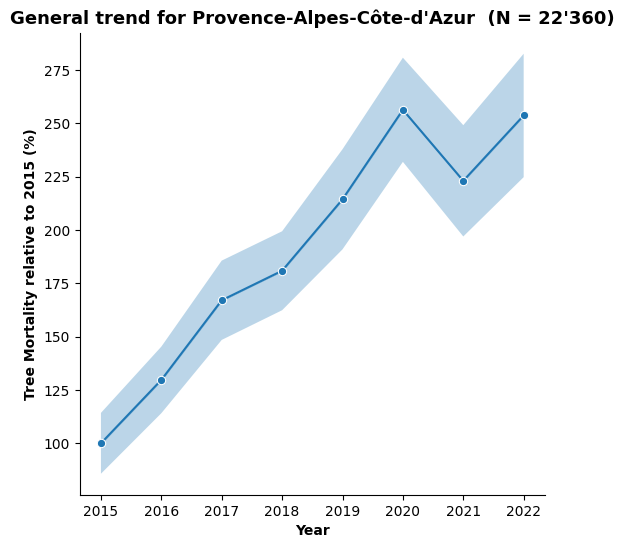 General trend for Provence-Alpes-Côte-d'Azur  (N = 22'360)
Tree Mortality relative to 2015 (%)
275
250
225
200
175
150
125
100
2015 2016 2017 2018 2019 2020 2021 2022
Year